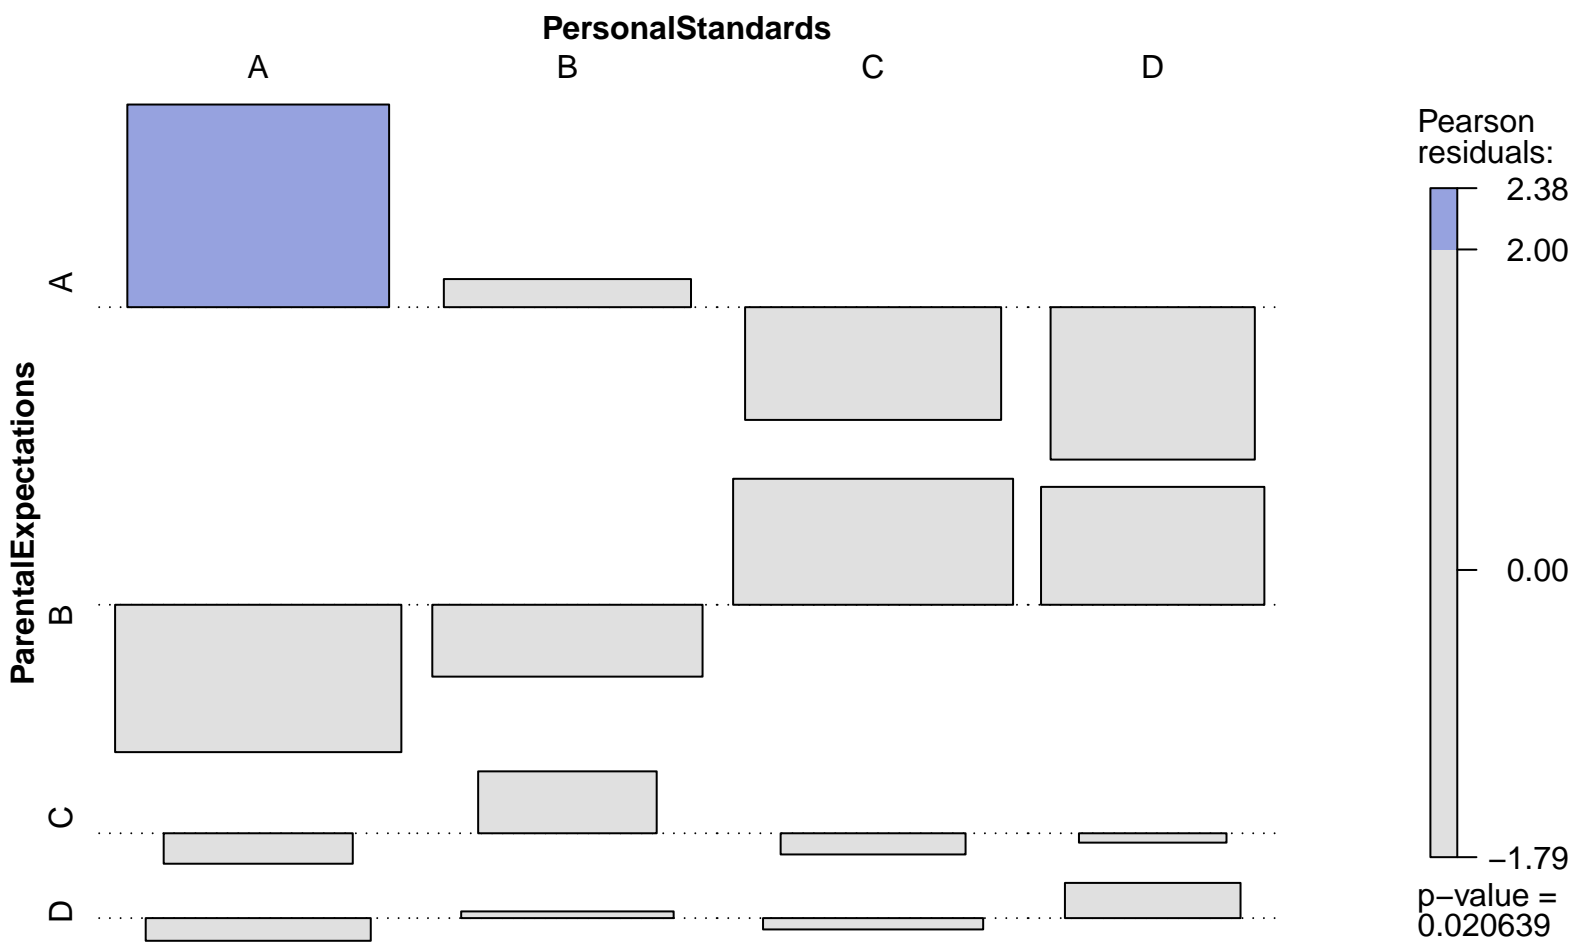 PersonalStandards
A B C D
Pearson
residuals:
2.38
2.00
0.00
−1.79
p−value =
0.020639
ParentalExpectations
A
B
C
D